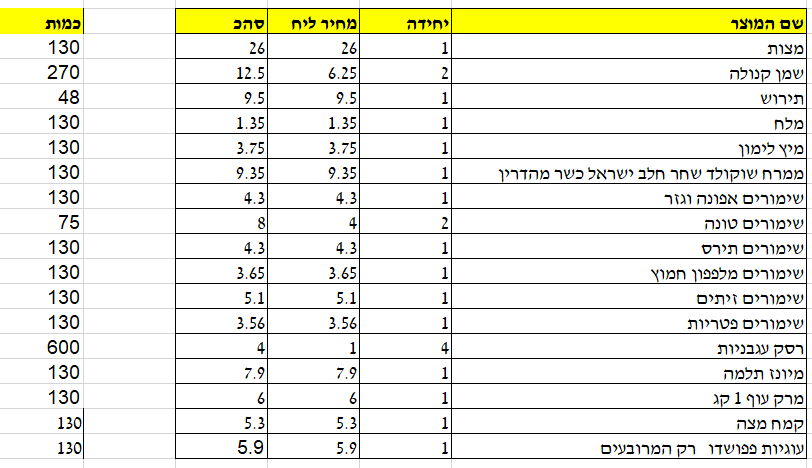 שם המוצר יחידה מחיר ליח סהכ כמות
מצות 1 26 26 130
שמן קנולה 2 6.25 12.5 270
תירוש 1 9.5 9.5 48
מלח 1 1.35 1.35 130
מיץ לימון 1 3.75 3.75 130
ממרח שוקולד שחר חלב ישראל כשר מהדרין 1 9.35 9.35 130
שימורים אפונה וגזר 1 4.3 4.3 130
שימורים טונה 2 4 8 75
שימורים תירס 1 4.3 4.3 130
שימורים מלפפון חמוץ 1 3.65 3.65 130
שימורים זיתים 1 5.1 5.1 130
שימורים פטריות 1 3.56 3.56 130
רסק עגבניות 4 1 4 600
מיונז תלמה 1 7.9 7.9 130
מרק עוף 1 קג 1 6 6 130
קמח מצה 1 5.3 5.3 130
עוגיות פפושדו רק המרובעים 1 5.9 5.9 130